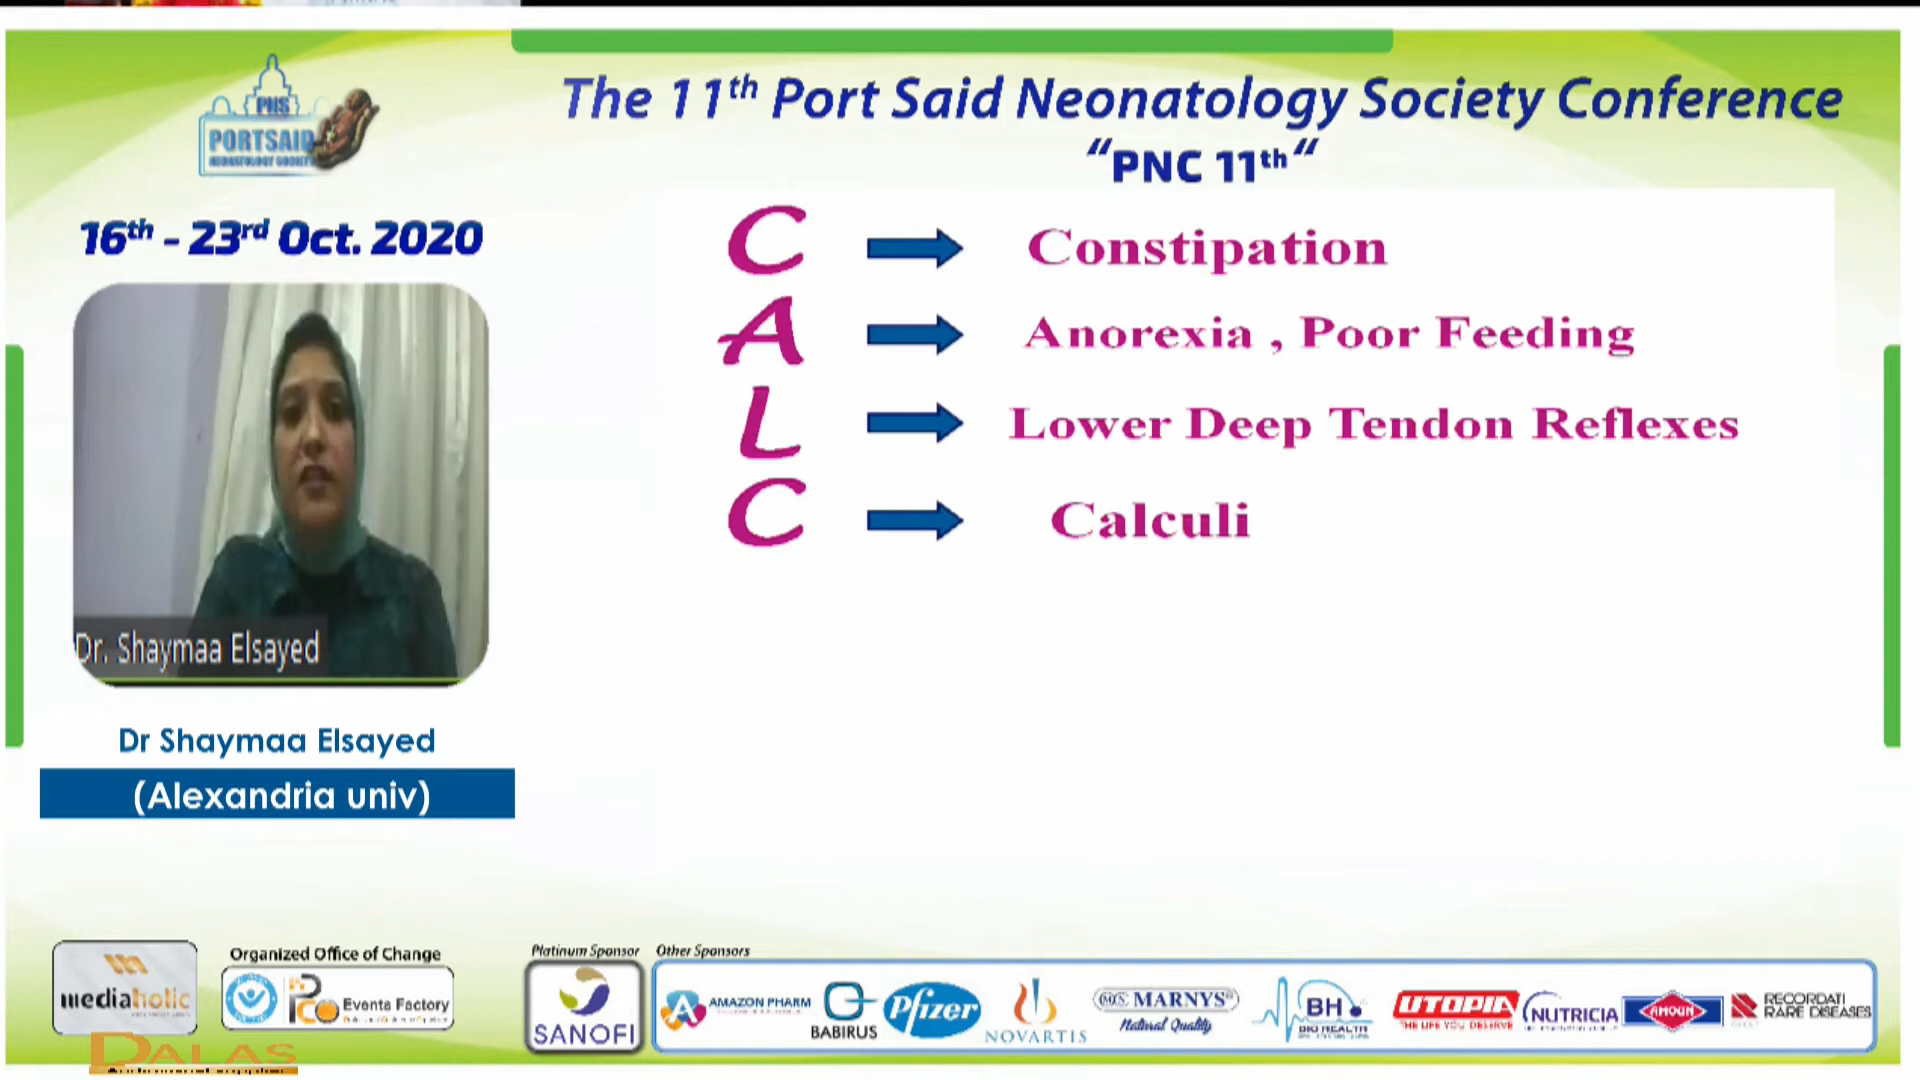 The 11th Port Said Neonatology Society Conference
"PNC 11th"
PNS
PORTSAID
NEONATOLOGY SOCIETY
16th - 23rd Oct. 2020
Dr. Shaymaa Elsayed
Dr Shaymaa Elsayed
(Alexandria univ)
C Constipation
A Anorexia , Poor Feeding
L Lower Deep Tendon Reflexes
C Calculi
mediaholic
Organized Office of Change
Events Factory
Platinum Sponsor
SANOFI
Other Sponsors
AMAZON PHARM
BABIRUS
Pfizer
NOVARTIS
MARNYS
Natural Quality
BH
BIO HEALTH
UTOPIA
THE LIFE YOU DESERVE
NUTRICIA
AMOUN
RECORDATI
RARE DISEASES
DALAS